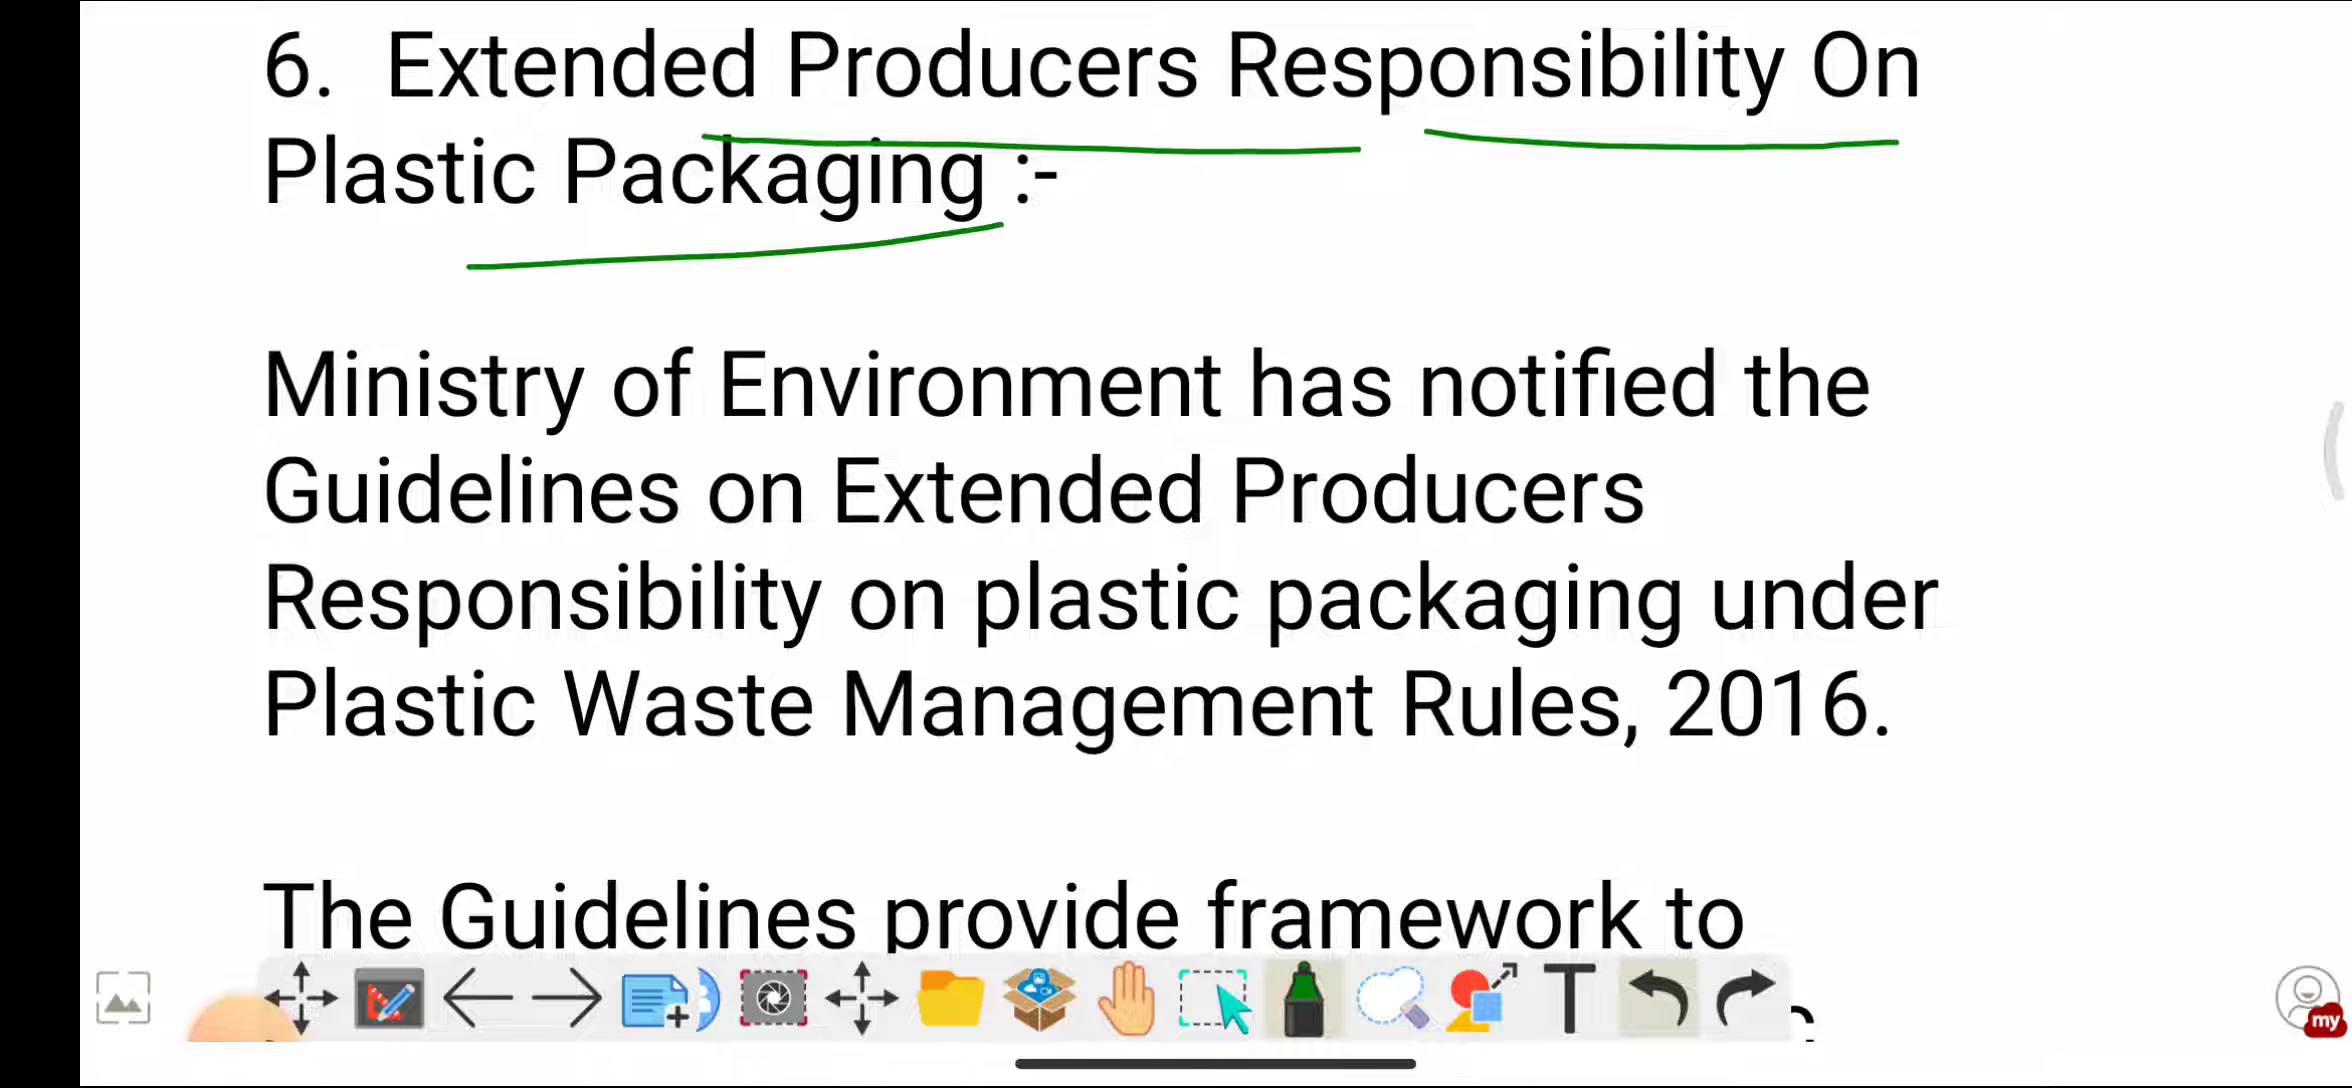 6. Extended Producers Responsibility On
Plastic Packaging :-
Ministry of Environment has notified the
Guidelines on Extended Producers
Responsibility on plastic packaging under
Plastic Waste Management Rules, 2016.
The Guidelines provide framework to
T
my